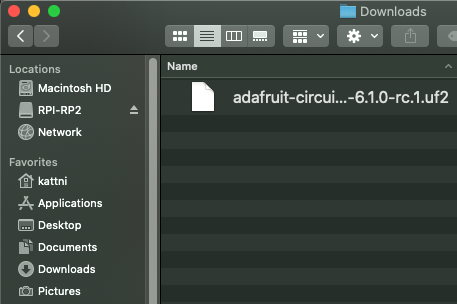 Downloads
Locations
Macintosh HD
RPI-RP2
Network
Favorites
kattni
Applications
Desktop
Documents
Downloads
Pictures
Name
adafruit-circui...-6.1.0-rc.1.uf2